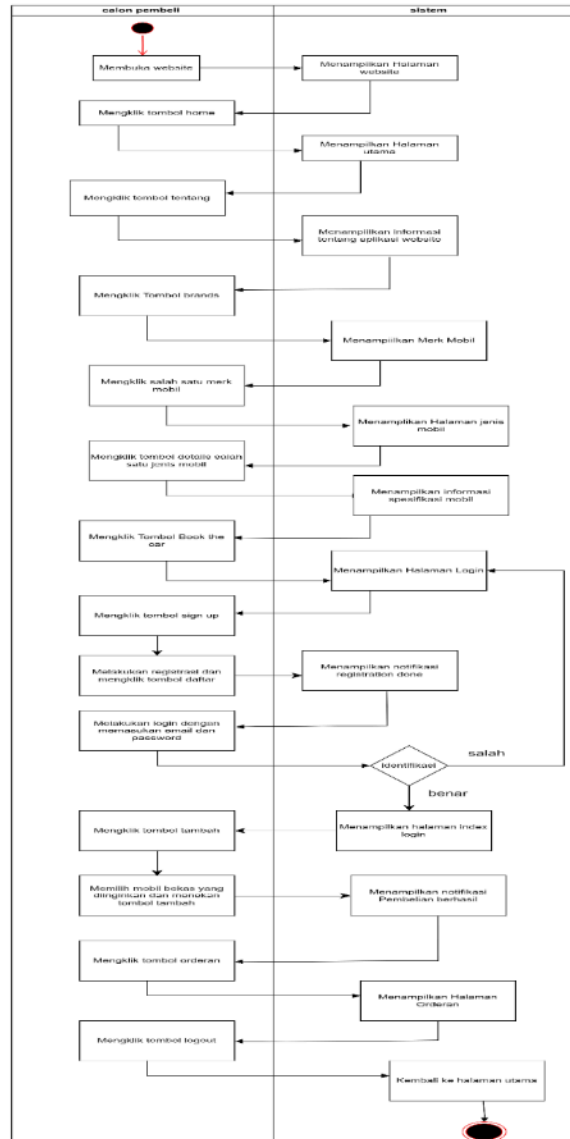 calon pembeli
sistem
Membuka website
Menampilkan Halaman
website
Mengklik tombol home
Menampilkan Halaman
utama
Mengklik tombol tentang
Menampillkan informasi
tentang aplikasi website
Mengklik Tombol brands
Menampiilkan Merk Mobil
Mengklik salah satu merk
mobil
Menamplikan Halaman jenis
mobil
Mengklik tombol details salah
satu jenis mobil
Menampilkan informasi
spesifikasi mobil
Mengklik Tombol Book the
car
Menampilkan Halaman Login
Mengklik tombol sign up
Melakukan registrasi dan
mengklik tombol daftar
Menampilkan notifikasi
registration done
Melakukan login dengan
memasukan email dan
password
Identifikasi
salah
benar
Mengklik tombol tambah
Menampilkan halaman index
login
Memilih mobil bekas yang
diinginkan dan menekan
tombol tambah
Menampilkan notifikasi
Pembelian berhasil
Mengklik tombol orderan
Menampilkan Halaman
Orderan
Mengklik tombol logout
Kembali ke halaman utama